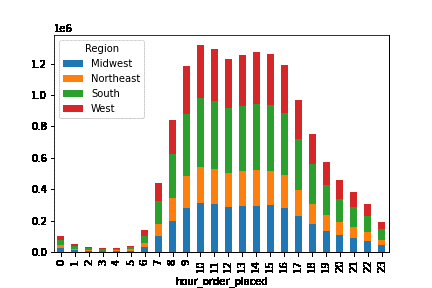 1e6
Region
Midwest
Northeast
South
West
1.2
1.0
0.8
0.6
0.4
0.2
0.0
0 1 2 3 4 5 6 7 8 9 10 11 12 13 14 15 16 17 18 19 20 21 22 23
hour_order_placed